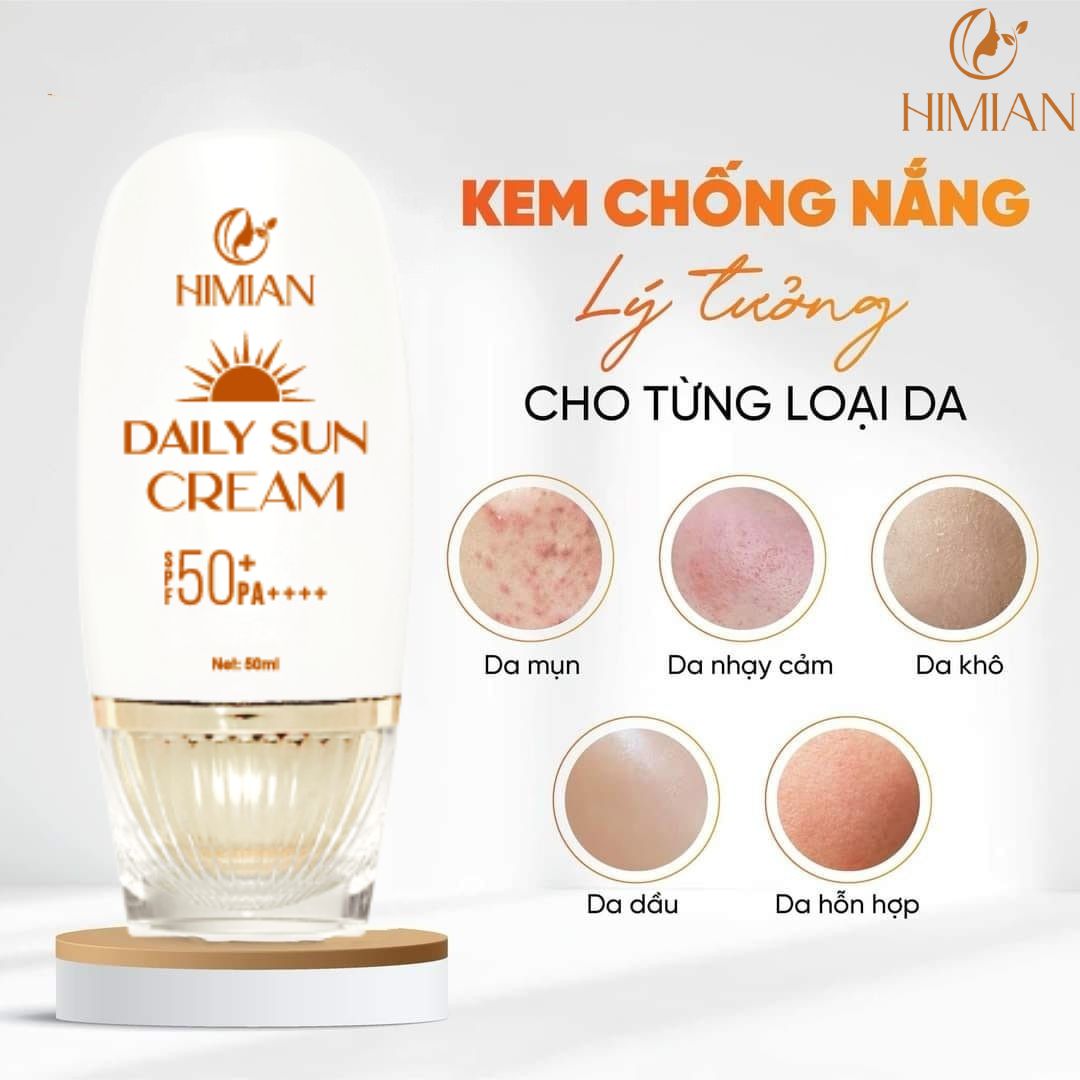 HIMIAN
KEM CHỐNG NẮNG
Lý tưởng
CHO TỪNG LOẠI DA
HIMIAN
DAILY SUN
CREAM
SPF 50+ PA++++
Net: 50ml
Da mụn
Da nhạy cảm
Da khô
Da dầu
Da hỗn hợp